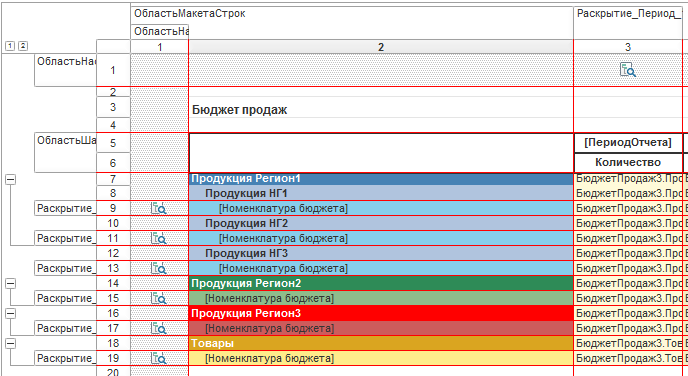 ОбластьМакетаСтрок Раскрытие_Период_
ОбластьНа
1 2 1 2 3
ОбластьНас 1
2
3 Бюджет продаж
4
ОбластьШа 5 [ПериодОтчета]
6 Количество
7 Продукция Регион1 БюджетПродаж3.Про
8 Продукция НГ1 БюджетПродаж3.Про
Раскрытие_ 9 [Номенклатура бюджета] БюджетПродаж3.Про
10 Продукция НГ2 БюджетПродаж3.Про
Раскрытие_ 11 [Номенклатура бюджета] БюджетПродаж3.Про
12 Продукция НГ3 БюджетПродаж3.Про
Раскрытие_ 13 [Номенклатура бюджета] БюджетПродаж3.Про
14 Продукция Регион2 БюджетПродаж3.Про
Раскрытие_ 15 [Номенклатура бюджета] БюджетПродаж3.Про
16 Продукция Регион3 БюджетПродаж3.Про
Раскрытие_ 17 [Номенклатура бюджета] БюджетПродаж3.Про
18 Товары БюджетПродаж3.Тов
Раскрытие_ 19 [Номенклатура бюджета] БюджетПродаж3.Тов
20